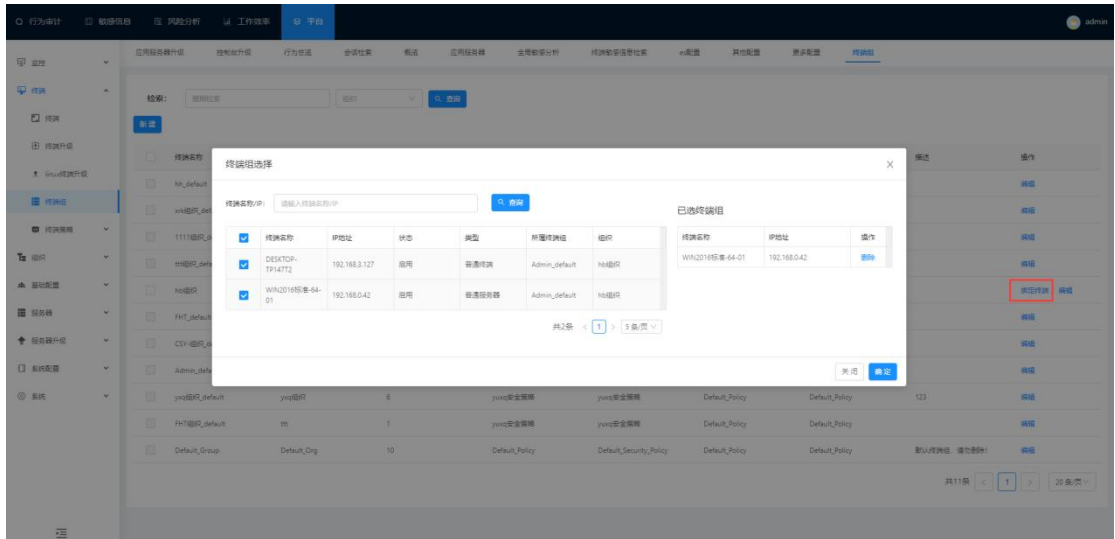 行为审计 敏感信息 风险分析 工作效率 平台 admin
应用服务器升级 控制台升级 行为日志 会话检索 概活 应用服务器 全局敏感分析 终端敏感信息检索 es配置 其他配置 更多配置 终端组
监控
终端
终端
终端升级
linux终端升级
终端组
终端策略
组织
基础配置
服务器
服务器升级
系统配置
系统
检索: 组织 查询
新建
终端名称 描述 操作
hh_default 编辑
编辑
编辑
编辑
hb组织 绑定终端 编辑
FHT_default 编辑
编辑
编辑
yxq组织_default yxq组织 6 yuxq安全策略 yuxq安全策略 Default_Policy Default_Policy 123 编辑
FHT组织_default ttt 1 yuxq安全策略 yuxq安全策略 Default_Policy Default_Policy 编辑
Default_Group Default_Org 10 Default_Policy Default_Security_Policy Default_Policy Default_Policy 默认终端组，请勿删除! 编辑
共11条 < 1 > 20 条/页
终端组选择 ×
终端名称/IP: 请输入终端名称/IP 查询
终端名称 IP地址 状态 类型 所属终端组 组织
DESKTOP-TP147T2 192.168.3.127 启用 普通终端 Admin_default hb组织
WIN2016标准-64-01 192.168.0.42 启用 普通服务器 Admin_default hb组织
共2条 < 1 > 5 条/页
已选终端组
终端名称 IP地址 操作
WIN2016标准-64-01 192.168.0.42 删除
关闭 确定